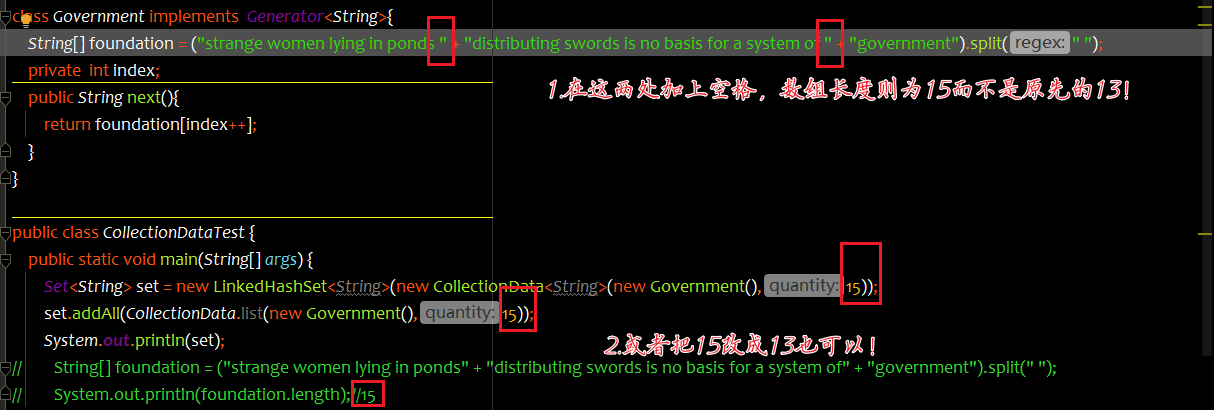 class Government implements Generator<String>{
String[] foundation = ("strange women lying in ponds " + "distributing swords is no basis for a system of " + "government").split( regex: " ");
private int index;
1.在这两处加上空格，数组长度则为15而不是原先的13！
public String next(){
return foundation[index++];
}
}
public class CollectionDataTest {
public static void main(String[] args) {
Set<String> set = new LinkedHashSet<String>(new CollectionData<String>(new Government(), quantity: 15));
set.addAll(CollectionData.list(new Government(), quantity: 15));
System.out.println(set);
2.或者把15改成13也可以！
// String[] foundation = ("strange women lying in ponds" + "distributing swords is no basis for a system of" + "government").split(" ");
// System.out.println(foundation.length);//15